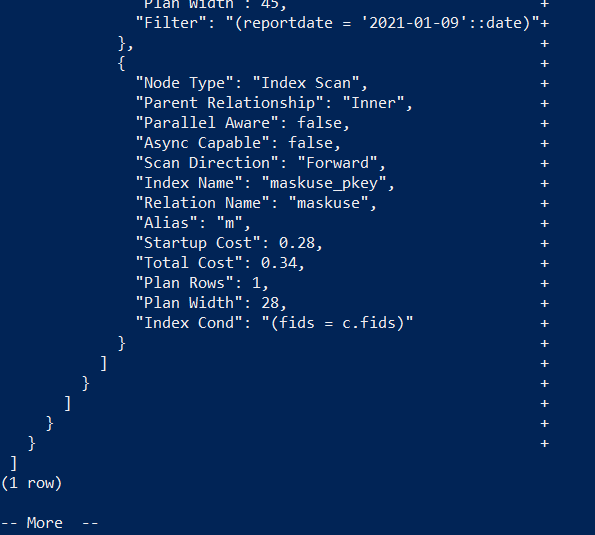 "Plan Width": 45, +
"Filter": "(reportdate = '2021-01-09'::date)"+
}, +
{ +
"Node Type": "Index Scan", +
"Parent Relationship": "Inner", +
"Parallel Aware": false, +
"Async Capable": false, +
"Scan Direction": "Forward", +
"Index Name": "maskuse_pkey", +
"Relation Name": "maskuse", +
"Alias": "m", +
"Startup Cost": 0.28, +
"Total Cost": 0.34, +
"Plan Rows": 1, +
"Plan Width": 28, +
"Index Cond": "(fids = c.fids)" +
} +
] +
} +
] +
} +
} +
]
(1 row)
-- More  --